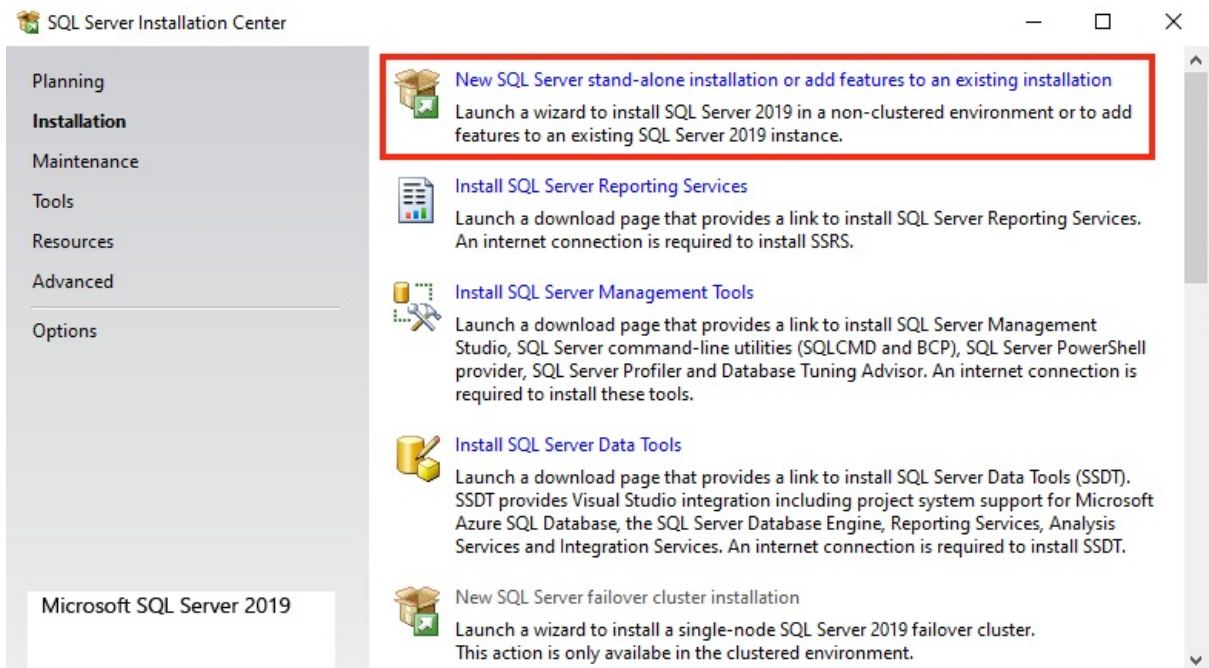 SQL Server Installation Center
Planning
Installation
Maintenance
Tools
Resources
Advanced
Options
Microsoft SQL Server 2019
New SQL Server stand-alone installation or add features to an existing installation
Launch a wizard to install SQL Server 2019 in a non-clustered environment or to add
features to an existing SQL Server 2019 instance.
Install SQL Server Reporting Services
Launch a download page that provides a link to install SQL Server Reporting Services.
An internet connection is required to install SSRS.
Install SQL Server Management Tools
Launch a download page that provides a link to install SQL Server Management
Studio, SQL Server command-line utilities (SQLCMD and BCP), SQL Server PowerShell
provider, SQL Server Profiler and Database Tuning Advisor. An internet connection is
required to install these tools.
Install SQL Server Data Tools
Launch a download page that provides a link to install SQL Server Data Tools (SSDT).
SSDT provides Visual Studio integration including project system support for Microsoft
Azure SQL Database, the SQL Server Database Engine, Reporting Services, Analysis
Services and Integration Services. An internet connection is required to install SSDT.
New SQL Server failover cluster installation
Launch a wizard to install a single-node SQL Server 2019 failover cluster.
This action is only availabe in the clustered environment.